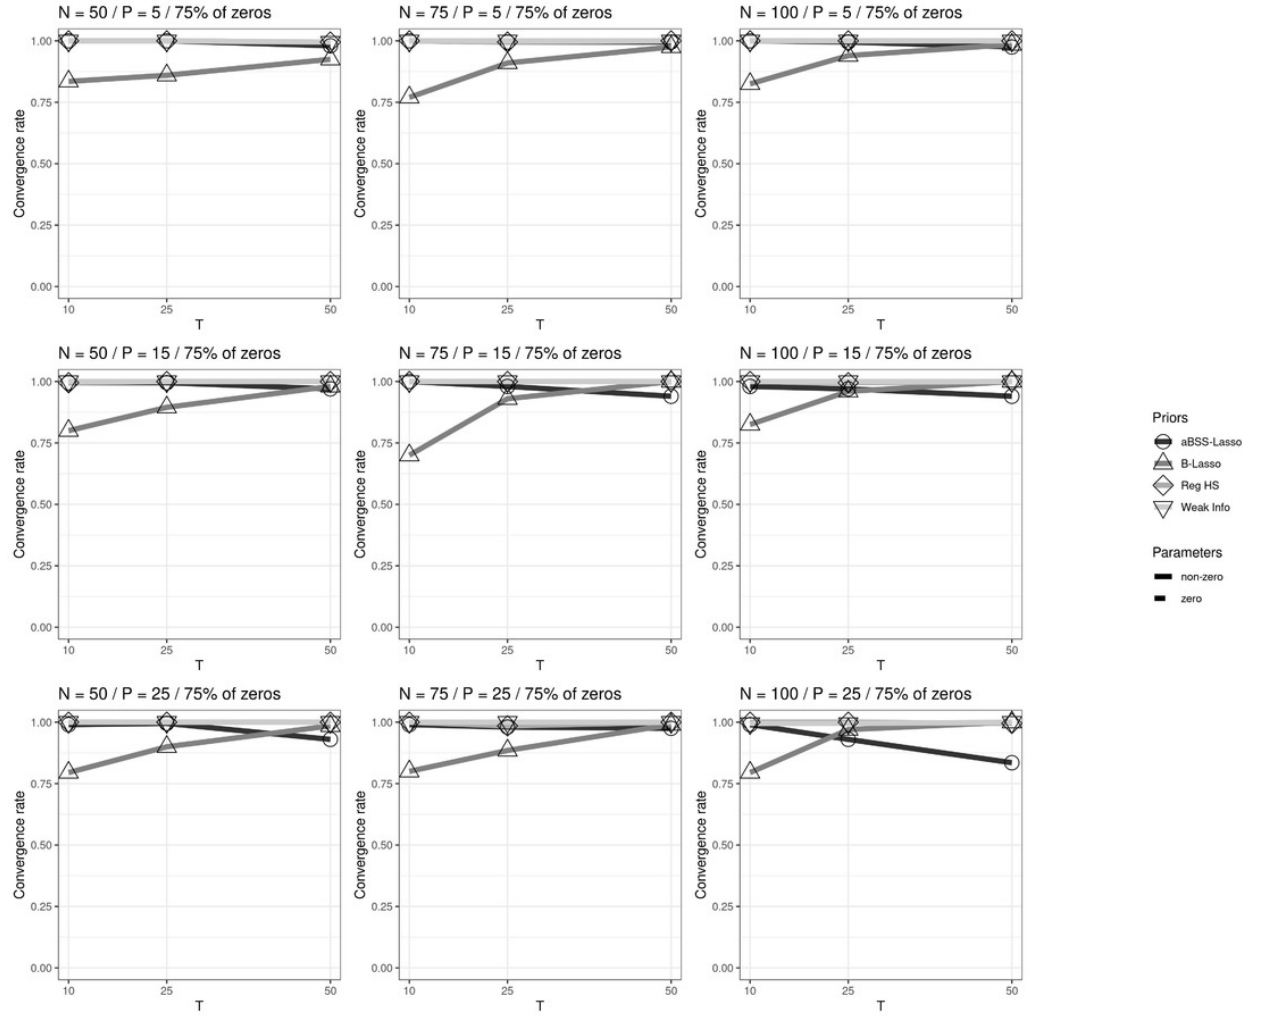 N = 50 / P = 5 / 75% of zeros
N = 75 / P = 5 / 75% of zeros
N = 100 / P = 5 / 75% of zeros
1.00
0.75
0.50
0.25
0.00
Convergence rate
10
25
50
T
1.00
0.75
0.50
0.25
0.00
Convergence rate
10
25
50
T
1.00
0.75
0.50
0.25
0.00
Convergence rate
10
25
50
T
N = 50 / P = 15 / 75% of zeros
N = 75 / P = 15 / 75% of zeros
N = 100 / P = 15 / 75% of zeros
1.00
0.75
0.50
0.25
0.00
Convergence rate
10
25
50
T
1.00
0.75
0.50
0.25
0.00
Convergence rate
10
25
50
T
1.00
0.75
0.50
0.25
0.00
Convergence rate
10
25
50
T
N = 50 / P = 25 / 75% of zeros
N = 75 / P = 25 / 75% of zeros
N = 100 / P = 25 / 75% of zeros
1.00
0.75
0.50
0.25
0.00
Convergence rate
10
25
50
T
1.00
0.75
0.50
0.25
0.00
Convergence rate
10
25
50
T
1.00
0.75
0.50
0.25
0.00
Convergence rate
10
25
50
T
Priors
aBSS-Lasso
B-Lasso
Reg HS
Weak Info
Parameters
non-zero
zero